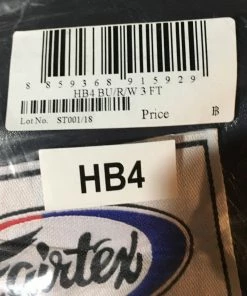 8 859368 915929
HB4 BU/R/W 3 FT
Lot No. ST001/18
Price ฿
HB4
Fairtex